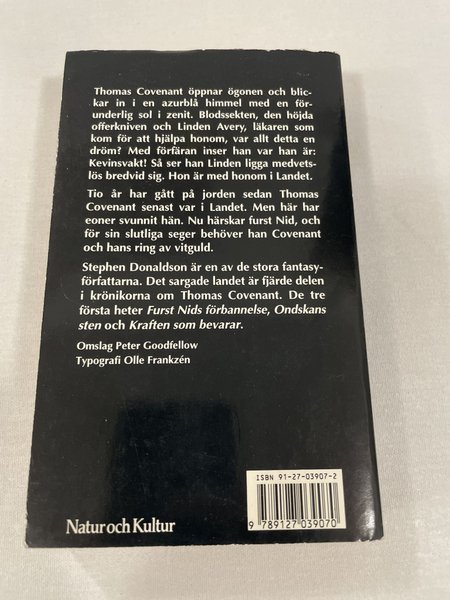 Thomas Covenant öppnar ögonen och blic-
kar in i en azurblå himmel med en för-
underlig sol i zenit. Blodssekten, den höjda
offerkniven och Linden Avery, läkaren som
kom för att hjälpa honom, var allt detta en
dröm? Med förfäran inser han var han är:
Kevinsvakt! Så ser han Linden ligga medvets-
lös bredvid sig. Hon är med honom i Landet.
Tio år har gått på jorden sedan Thomas
Covenant senast var i Landet. Men här har
eoner svunnit hän. Nu härskar furst Nid, och
för sin slutliga seger behöver han Covenant
och hans ring av vitguld.
Stephen Donaldson är en av de stora fantasy-
författarna. Det sargade landet är fjärde delen
i krönikorna om Thomas Covenant. De tre
första heter Furst Nids förbannelse, Ondskans
sten och Kraften som bevarar.
Omslag Peter Goodfellow
Typografi Olle Frankzén
ISBN 91-27-03907-2
9 789127 039070
Natur och Kultur